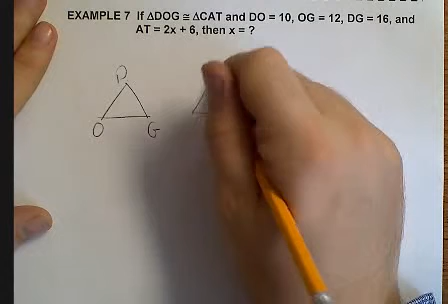 EXAMPLE 7 If ΔDOG ≅ ΔCAT and DO = 10, OG = 12, DG = 16, and
AT = 2x + 6, then x = ?
D
O G